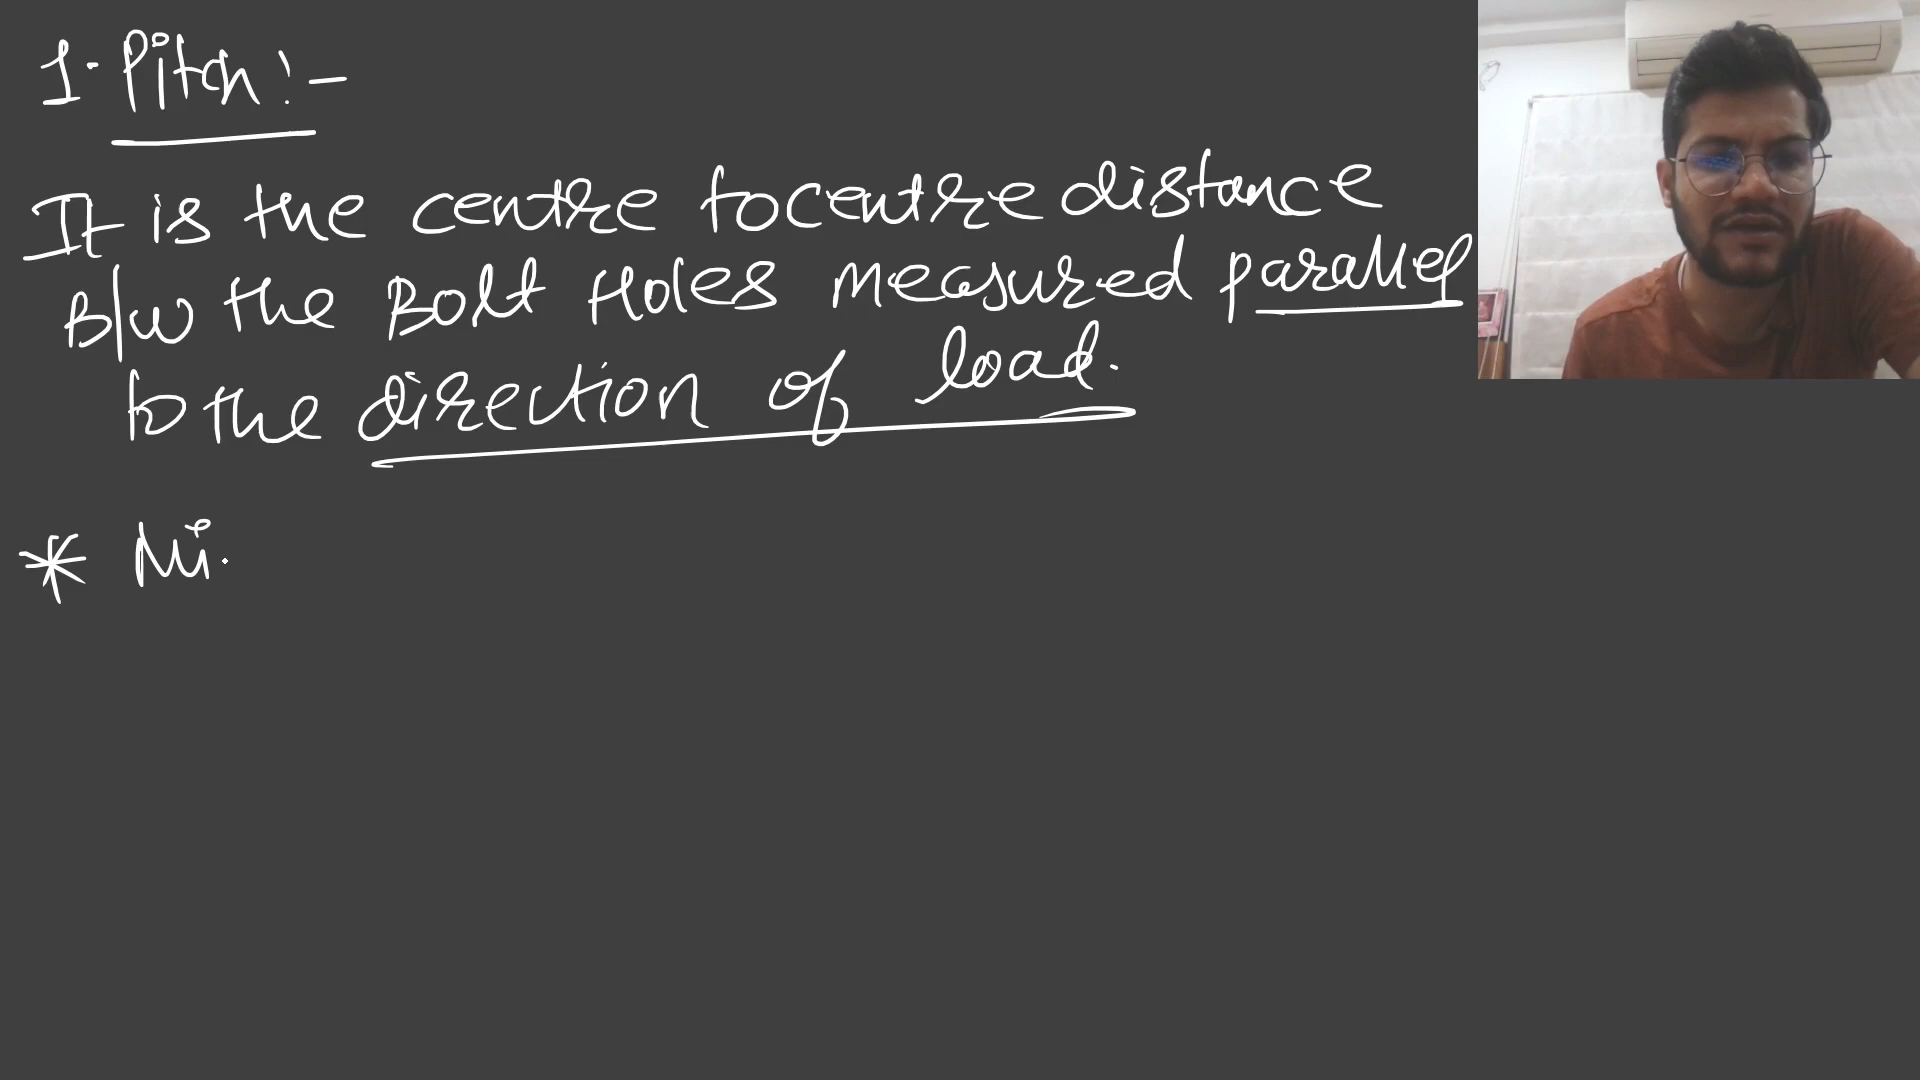 1. Pitch :-
It is the centre to centre distance
B/w the Bolt Holes measured parallel
to the direction of load.
* Mi